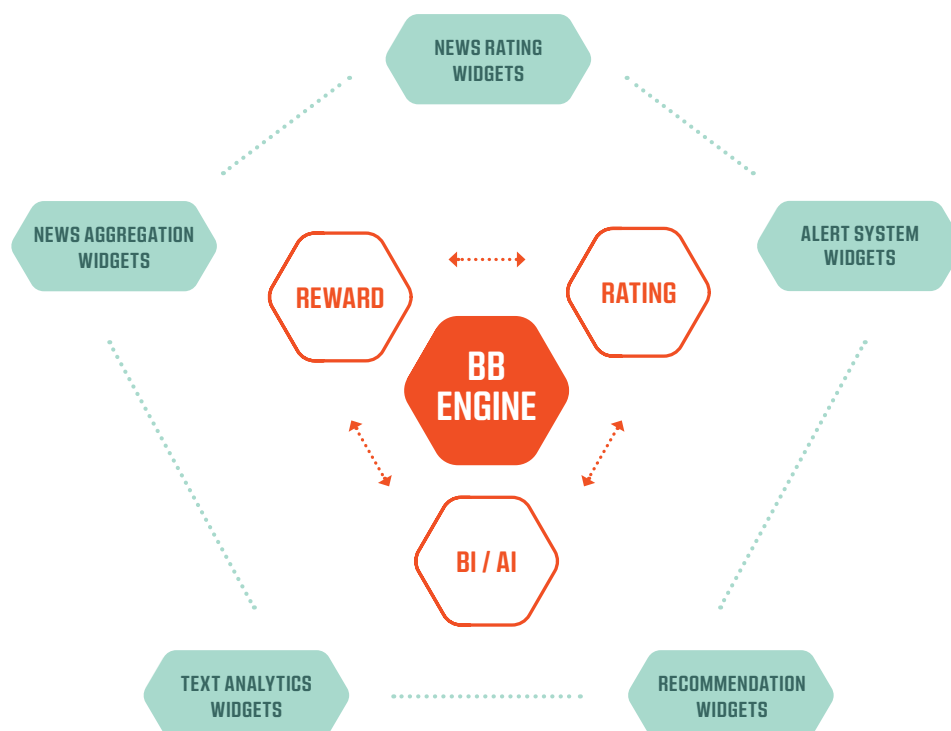 NEWS RATING
WIDGETS
NEWS AGGREGATION
WIDGETS
ALERT SYSTEM
WIDGETS
REWARD
RATING
BB
ENGINE
BI / AI
TEXT ANALYTICS
WIDGETS
RECOMMENDATION
WIDGETS